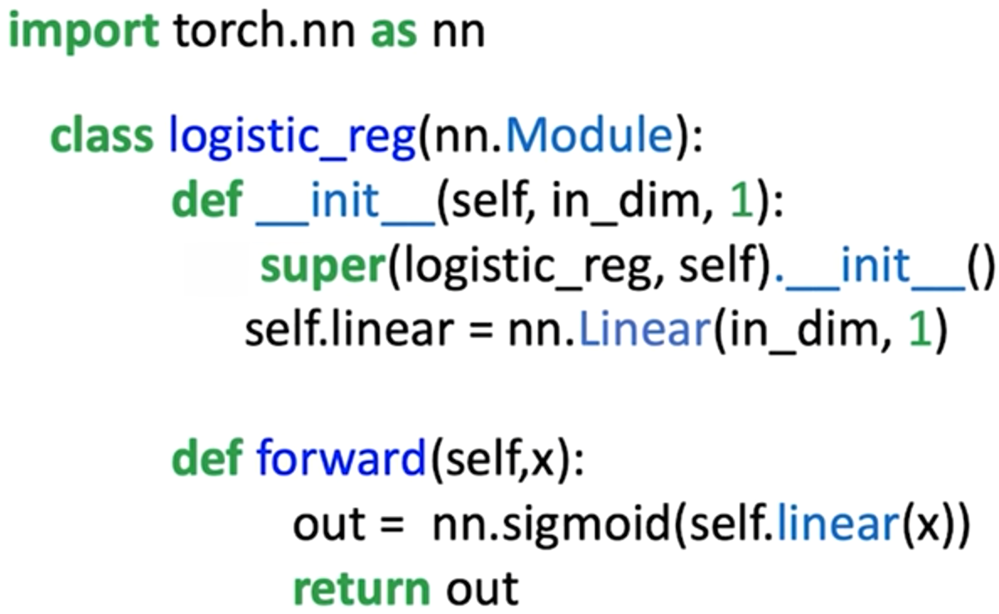 import torch.nn as nn
class logistic_reg(nn.Module):
def __init__(self, in_dim, 1):
super(logistic_reg, self).__init__()
self.linear = nn.Linear(in_dim, 1)
def forward(self,x):
out = nn.sigmoid(self.linear(x))
return out